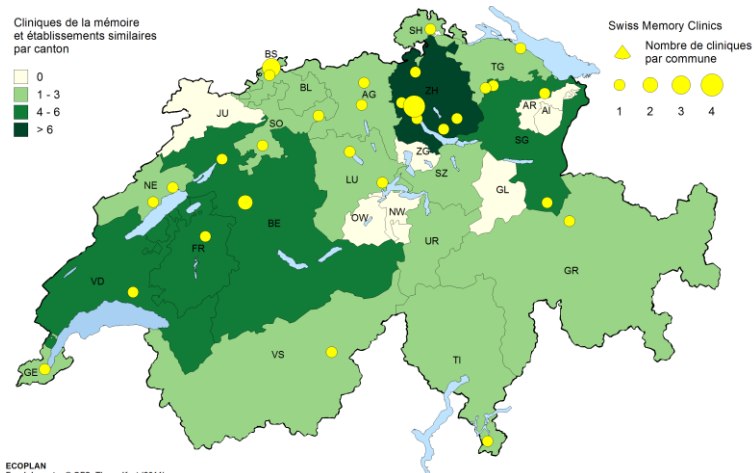 Cliniques de la mémoire
et établissements similaires
par canton
0
1 - 3
4 - 6
> 6
Swiss Memory Clinics
Nombre de cliniques
par commune
1 2 3 4
SH
BS
TG
BL
AG
ZH
JU
SO
AR
AI
SG
ZG
NE
LU
SZ
GL
OW
NW
BE
FR
UR
GR
VD
VS
TI
GE
ECOPLAN